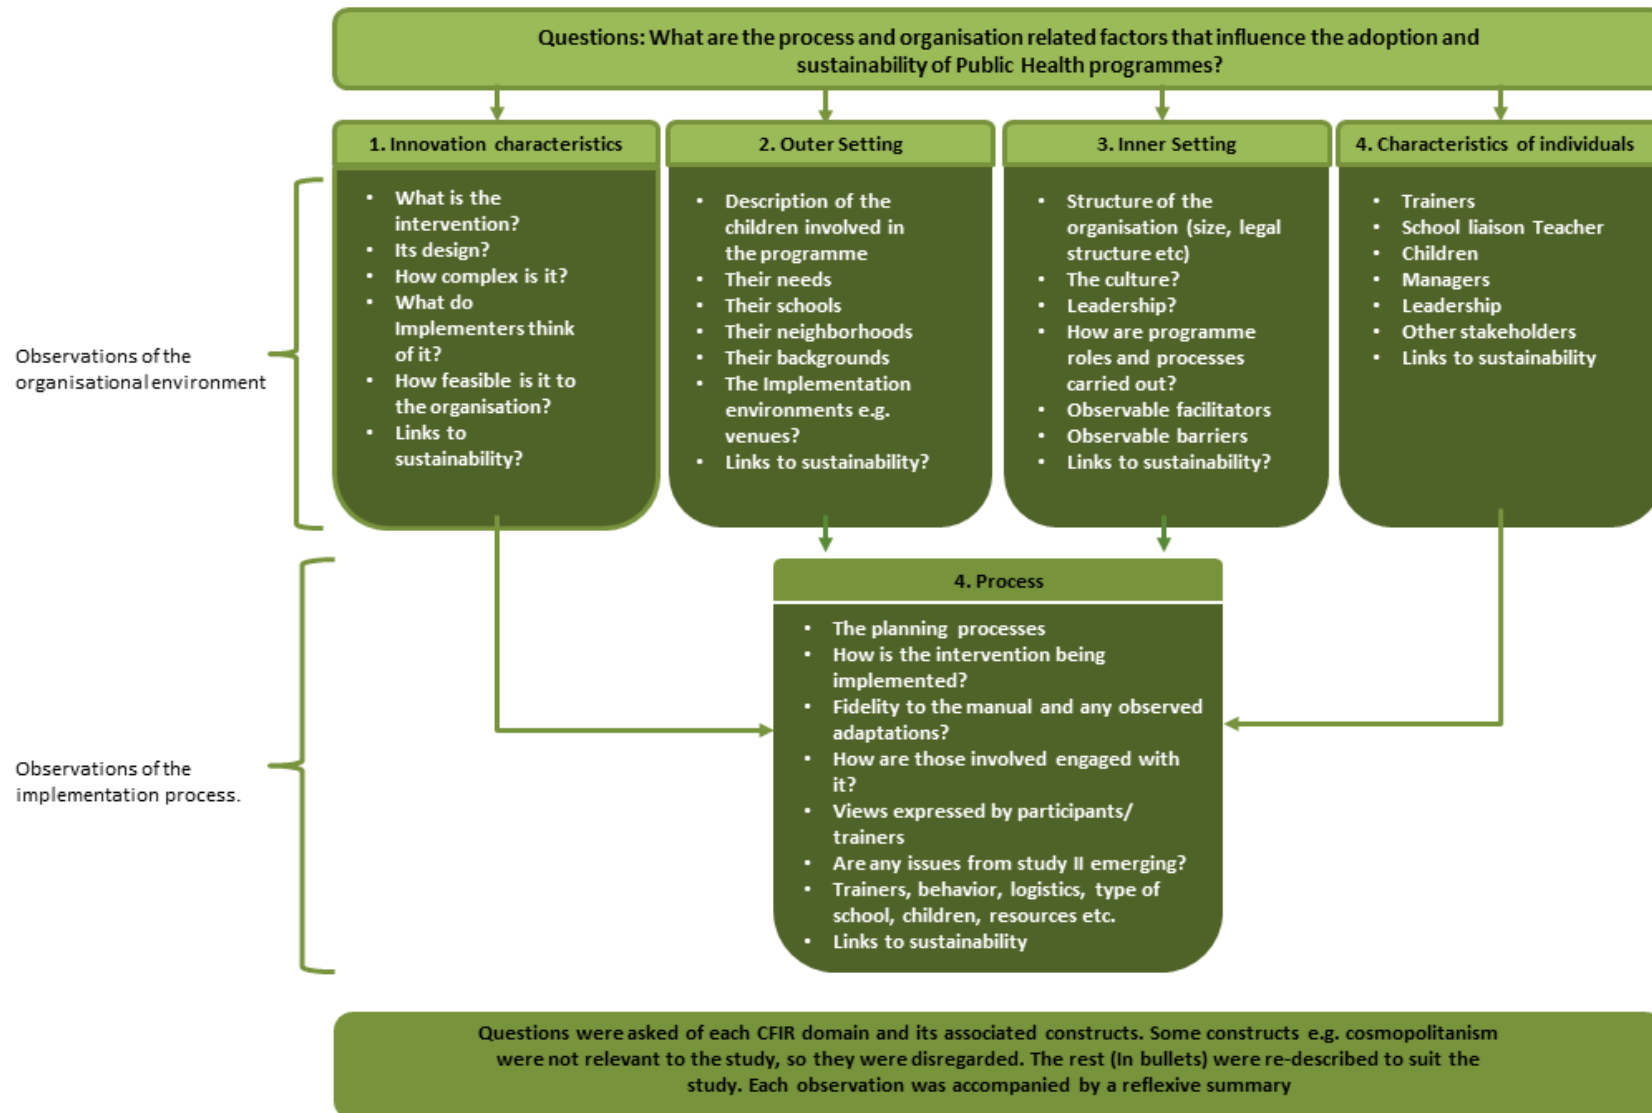 Questions: What are the process and organisation related factors that influence the adoption and
sustainability of Public Health programmes?
1. Innovation characteristics
• What is the
intervention?
• Its design?
• How complex is it?
• What do
Implementers think
of it?
• How feasible is it to
the organisation?
• Links to
sustainability?
2. Outer Setting
• Description of the
children involved in
the programme
• Their needs
• Their schools
• Their neighborhoods
• Their backgrounds
• The Implementation
environments e.g.
venues?
• Links to sustainability?
3. Inner Setting
• Structure of the
organisation (size, legal
structure etc)
• The culture?
• Leadership?
• How are programme
roles and processes
carried out?
• Observable facilitators
• Observable barriers
• Links to sustainability?
4. Characteristics of individuals
• Trainers
• School liaison Teacher
• Children
• Managers
• Leadership
• Other stakeholders
• Links to sustainability
Observations of the
organisational environment
4. Process
• The planning processes
• How is the intervention being
implemented?
• Fidelity to the manual and any observed
adaptations?
• How are those involved engaged with
it?
• Views expressed by participants/
trainers
• Are any issues from study II emerging?
• Trainers, behavior, logistics, type of
school, children, resources etc.
• Links to sustainability
Observations of the
implementation process.
Questions were asked of each CFIR domain and its associated constructs. Some constructs e.g. cosmopolitanism
were not relevant to the study, so they were disregarded. The rest (In bullets) were re-described to suit the
study. Each observation was accompanied by a reflexive summary